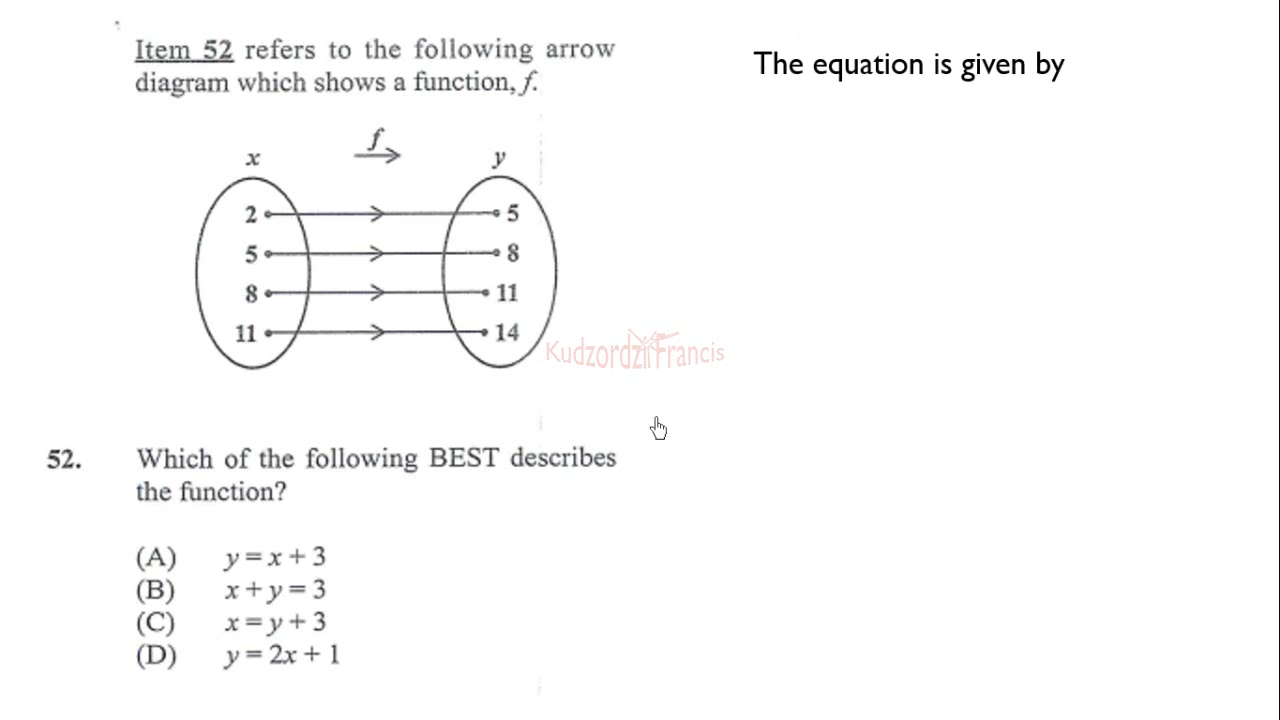 Item 52 refers to the following arrow
diagram which shows a function, f.
The equation is given by
f
x
y
2
5
5
8
8
11
11
14
Kudzordzi Francis
52. Which of the following BEST describes
the function?
(A) y = x + 3
(B) x + y = 3
(C) x = y + 3
(D) y = 2x + 1